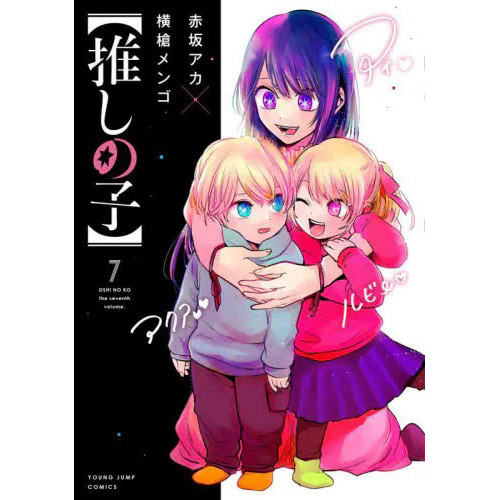 赤坂アカ×
横槍メンゴ
【推しの子】
7
OSHI NO KO
the seventh
volume.
アイ♡
アクア♡♡
ルビー♡
YOUNG JUMP
COMICS